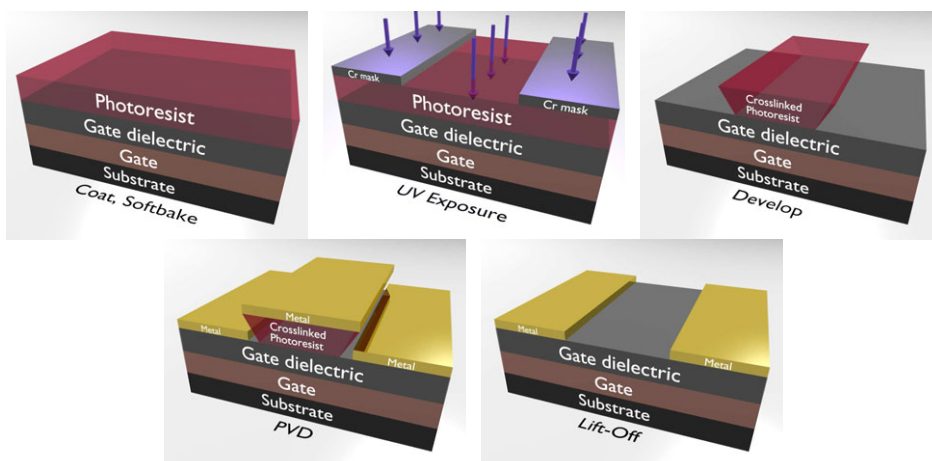 Photoresist
Gate dielectric
Gate
Substrate
Coat, Softbake
Cr mask
Cr mask
Photoresist
Gate dielectric
Gate
Substrate
UV Exposure
Crosslinked
Photoresist
Gate dielectric
Gate
Substrate
Develop
Metal
Metal
Crosslinked
Photoresist
Metal
Gate dielectric
Gate
Substrate
PVD
Metal
Metal
Gate dielectric
Gate
Substrate
Lift-Off